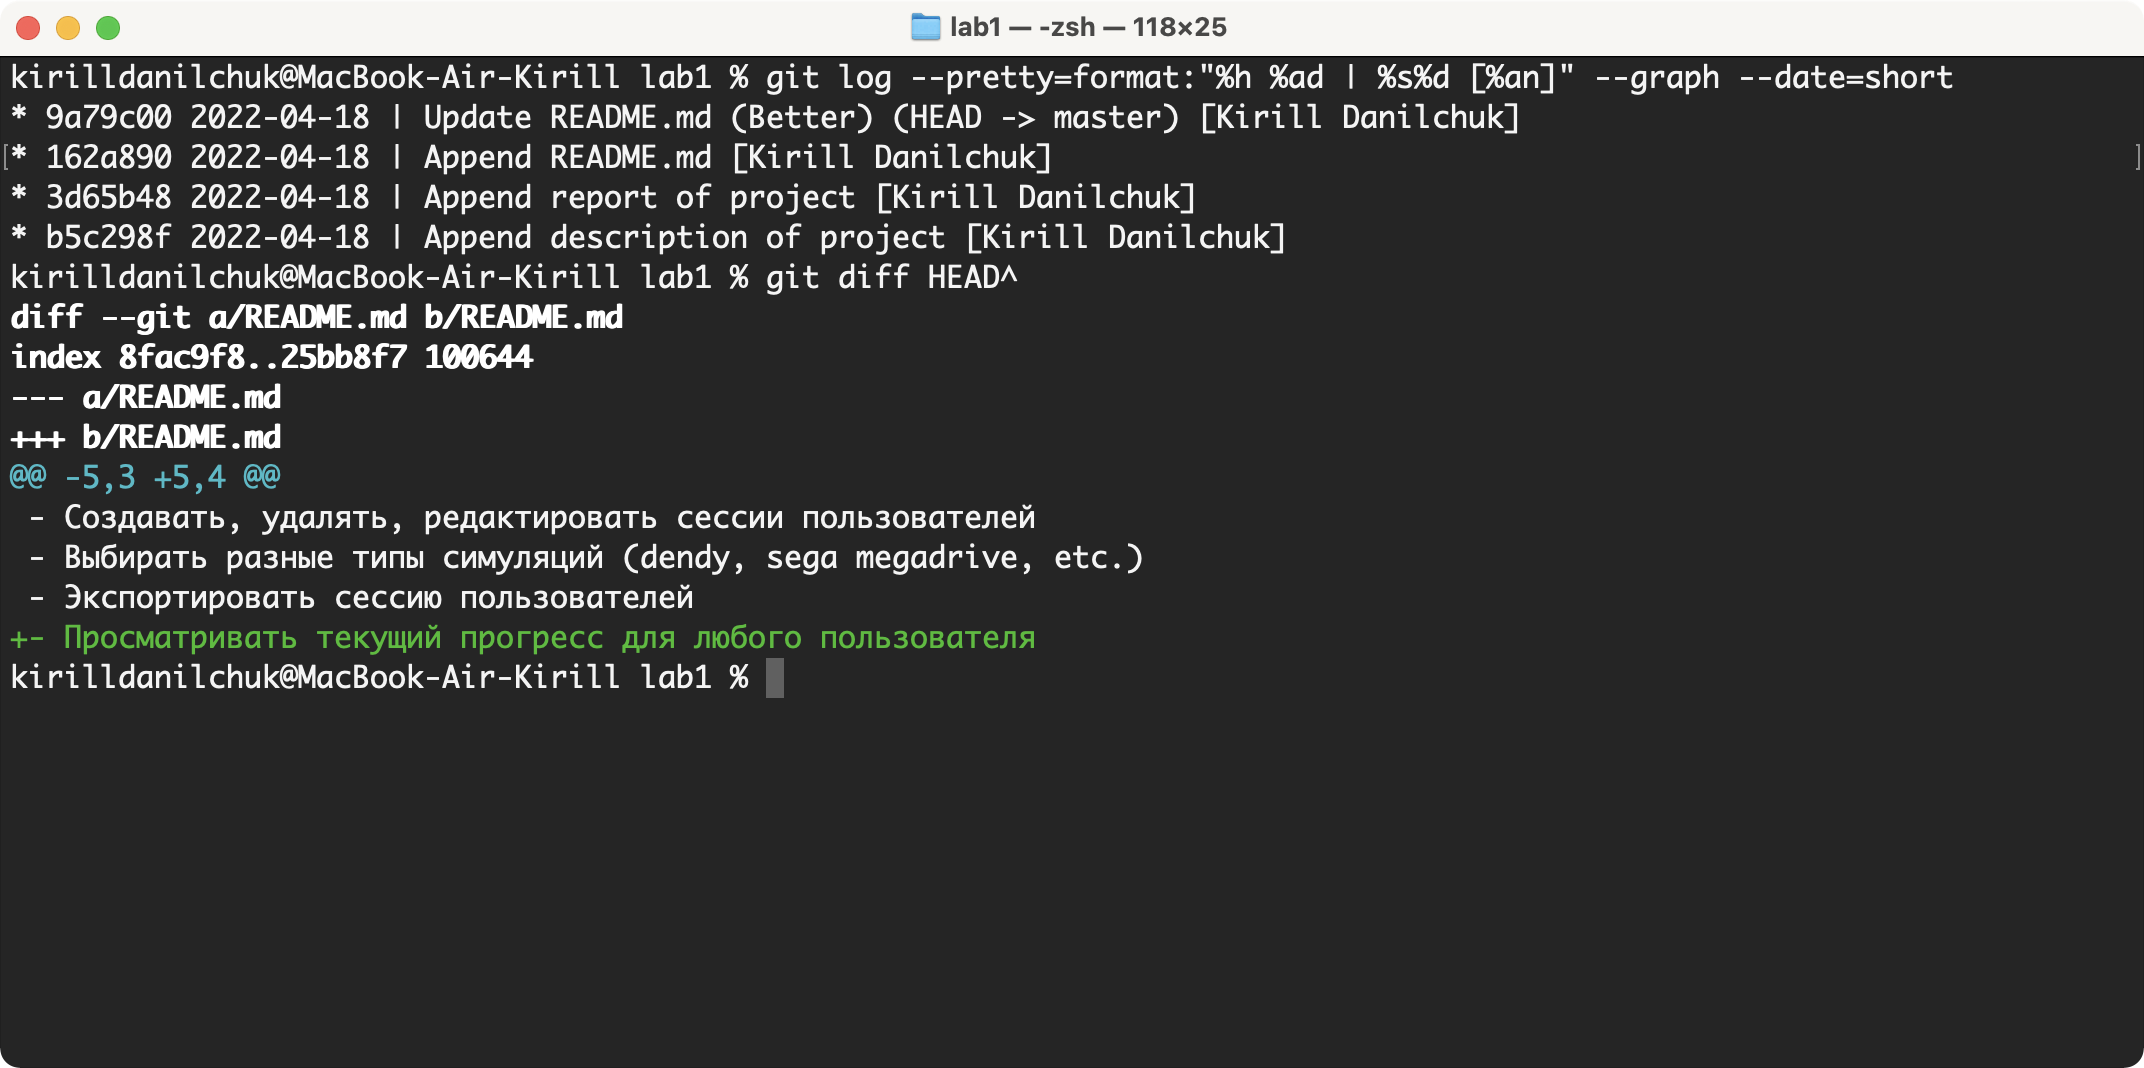 lab1 — -zsh — 118×25
kirilldanilchuk@MacBook-Air-Kirill lab1 % git log --pretty=format:"%h %ad | %s%d [%an]" --graph --date=short
* 9a79c00 2022-04-18 | Update README.md (Better) (HEAD -> master) [Kirill Danilchuk]
* 162a890 2022-04-18 | Append README.md [Kirill Danilchuk]
* 3d65b48 2022-04-18 | Append report of project [Kirill Danilchuk]
* b5c298f 2022-04-18 | Append description of project [Kirill Danilchuk]
kirilldanilchuk@MacBook-Air-Kirill lab1 % git diff HEAD^
diff --git a/README.md b/README.md
index 8fac9f8..25bb8f7 100644
--- a/README.md
+++ b/README.md
@@ -5,3 +5,4 @@
 - Создавать, удалять, редактировать сессии пользователей
 - Выбирать разные типы симуляций (dendy, sega megadrive, etc.)
 - Экспортировать сессию пользователей
+- Просматривать текущий прогресс для любого пользователя
kirilldanilchuk@MacBook-Air-Kirill lab1 %